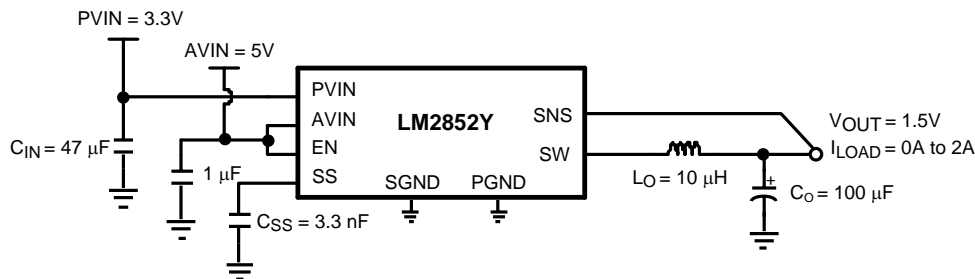 PVIN = 3.3V
AVIN = 5V
PVIN
AVIN
EN
SS
LM2852Y
SNS
SW
SGND
PGND
CIN = 47 μF
1 μF
CSS = 3.3 nF
LO = 10 μH
VOUT = 1.5V
ILOAD = 0A to 2A
CO = 100 μF
+